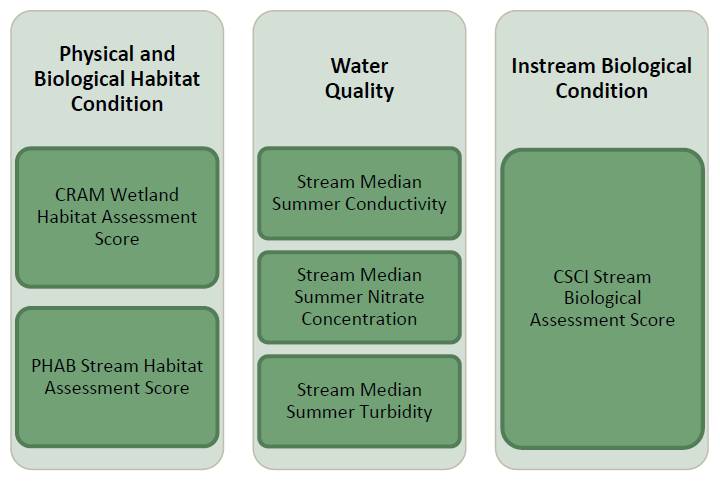 Physical and
Biological Habitat
Condition
CRAM Wetland
Habitat Assessment
Score
PHAB Stream Habitat
Assessment Score
Water
Quality
Stream Median
Summer Conductivity
Stream Median
Summer Nitrate
Concentration
Stream Median
Summer Turbidity
Instream Biological
Condition
CSCI Stream
Biological
Assessment Score